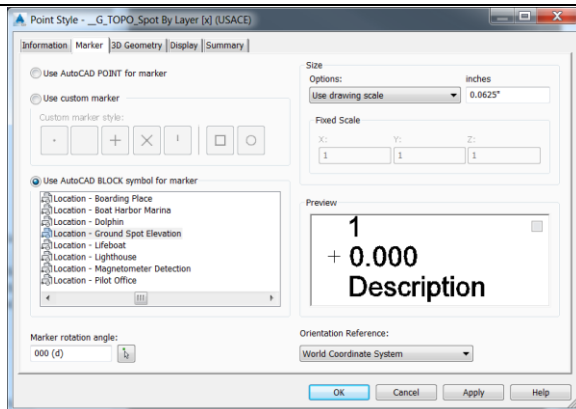 Point Style - __G_TOPO_Spot By Layer [x] (USACE)
Information Marker 3D Geometry Display Summary
Use AutoCAD POINT for marker
Use custom marker
Custom marker style:
Use AutoCAD BLOCK symbol for marker
Location - Boarding Place
Location - Boat Harbor Marina
Location - Dolphin
Location - Ground Spot Elevation
Location - Lifeboat
Location - Lighthouse
Location - Magnetometer Detection
Location - Pilot Office
Marker rotation angle:
000 (d)
Size
Options: inches
Use drawing scale 0.0625"
Fixed Scale
X: Y: Z:
1 1 1
Preview
1
+ 0.000
Description
Orientation Reference:
World Coordinate System
OK Cancel Apply Help